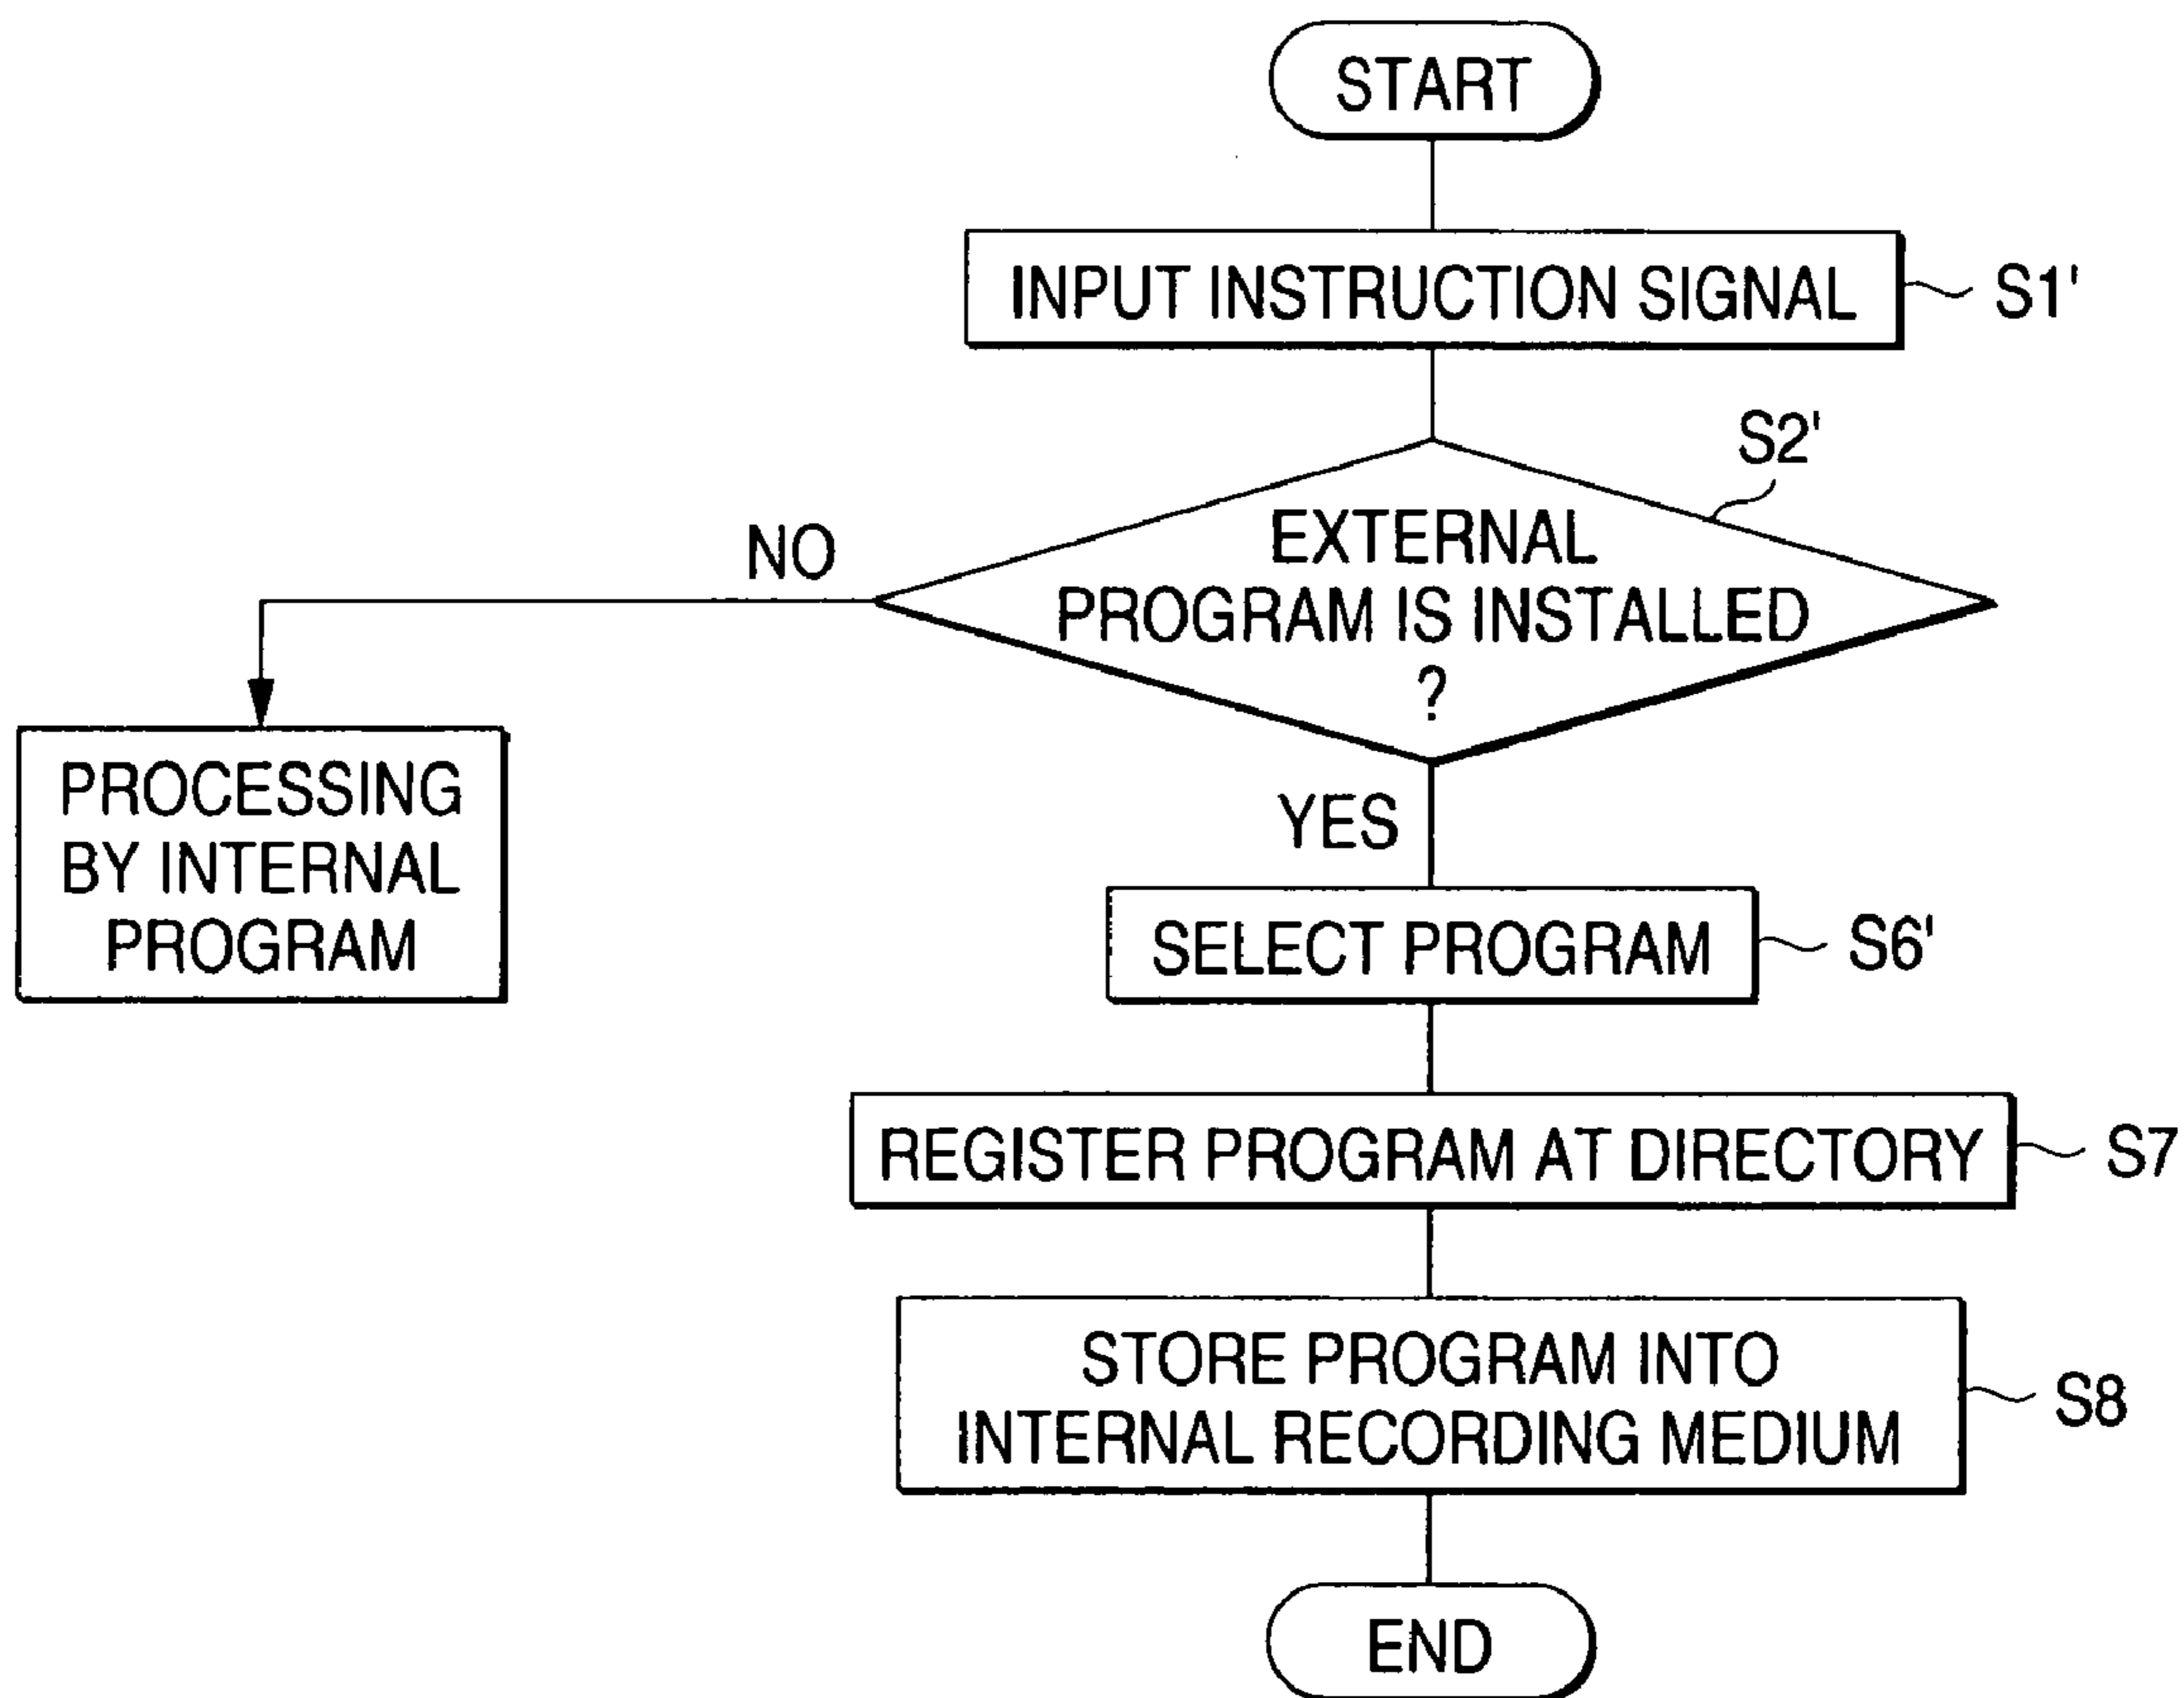 START
INPUT INSTRUCTION SIGNAL
S1'
S2'
EXTERNAL
PROGRAM IS INSTALLED
?
NO
YES
PROCESSING
BY INTERNAL
PROGRAM
SELECT PROGRAM
S6'
REGISTER PROGRAM AT DIRECTORY
S7
STORE PROGRAM INTO
INTERNAL RECORDING MEDIUM
S8
END